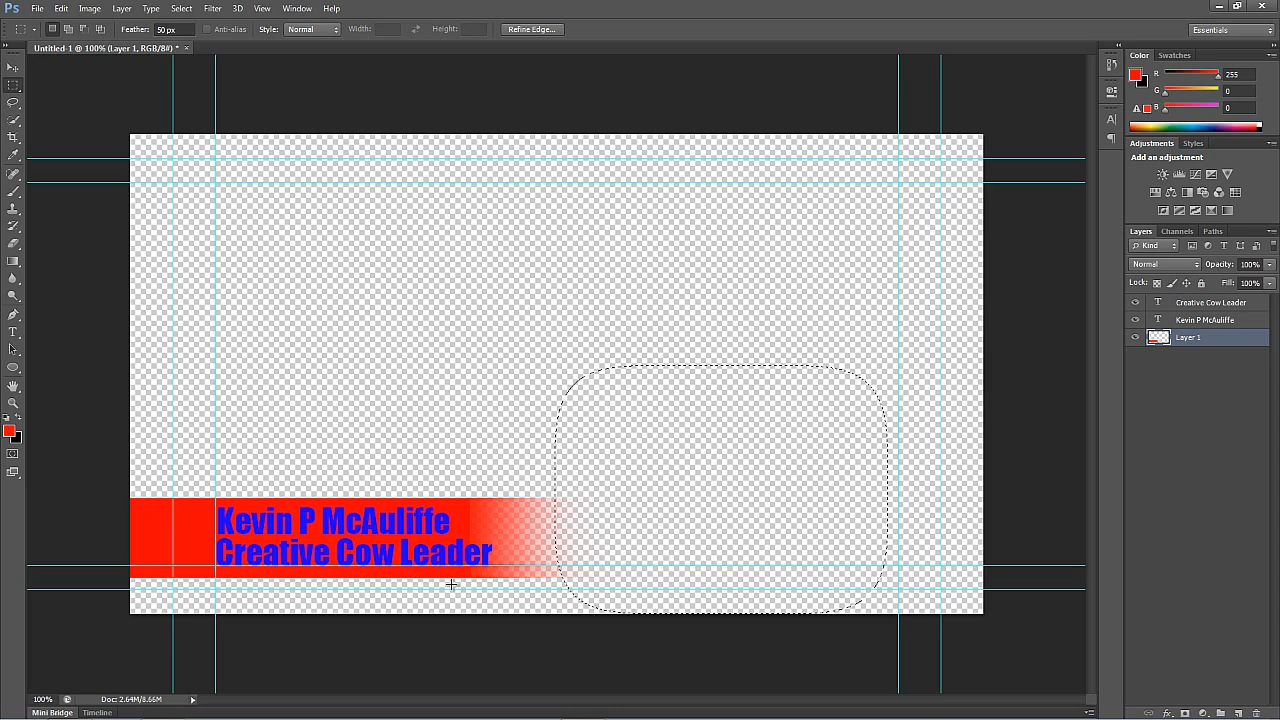 Ps File Edit Image Layer Type Select Filter 3D View Window Help
Feather: 50 px Anti-alias Style: Normal Width: Height: Refine Edge... Essentials
Untitled-1 @ 100% (Layer 1, RGB/8#) * ×
Color Swatches
R 255
G 0
B 0
Adjustments Styles
Add an adjustment
Layers Channels Paths
Kind
Normal Opacity: 100%
Lock: Fill: 100%
T Creative Cow Leader
T Kevin P McAuliffe
Layer 1
Kevin P McAuliffe
Creative Cow Leader
100% Doc: 2.64M/8.66M
Mini Bridge Timeline